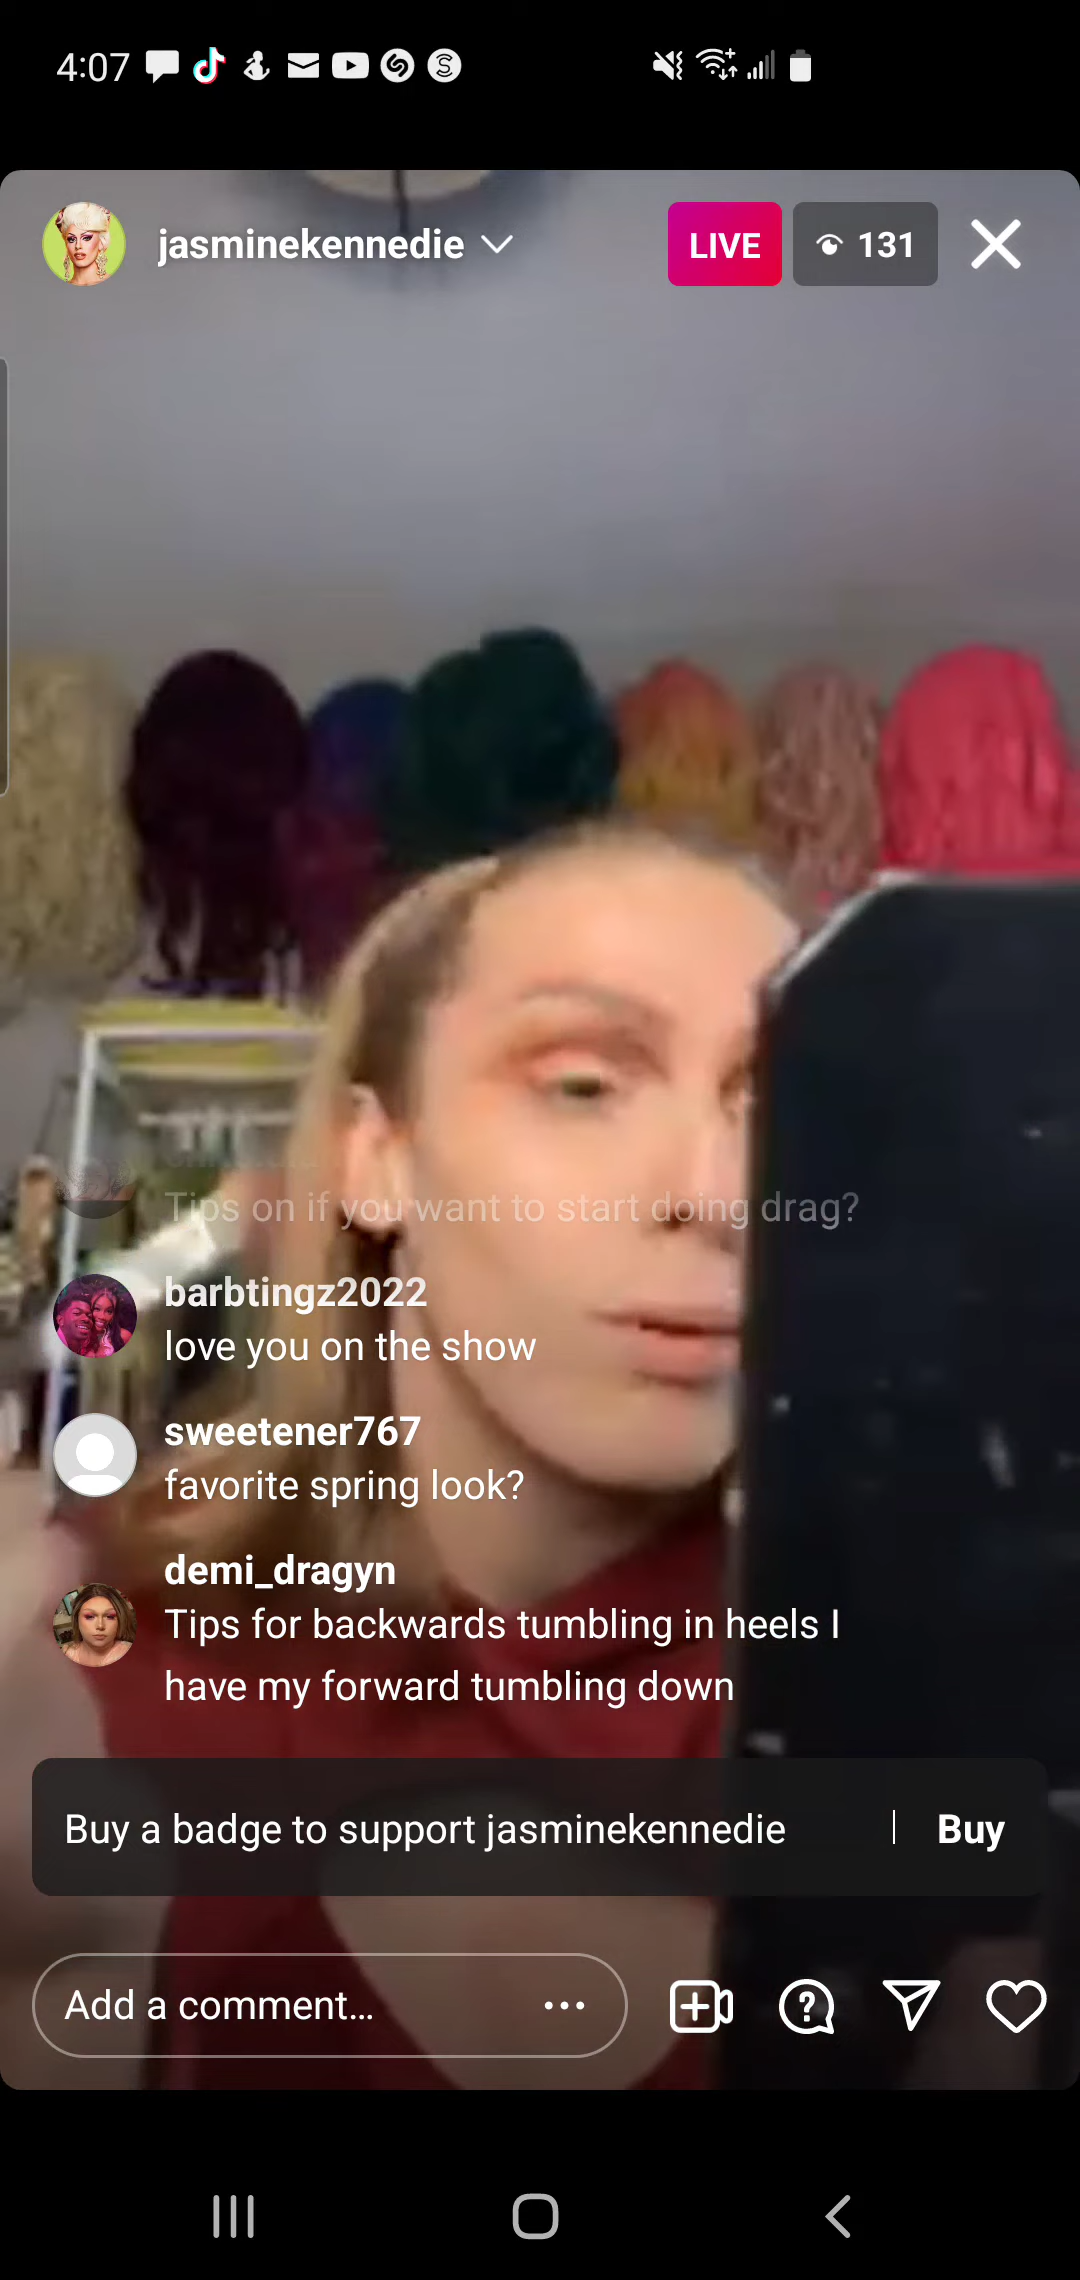 4:07
jasminekennedie
LIVE
131
Tips on if you want to start doing drag?
barbtingz2022
love you on the show
sweetener767
favorite spring look?
demi_dragyn
Tips for backwards tumbling in heels I
have my forward tumbling down
Buy a badge to support jasminekennedie | Buy
Add a comment...